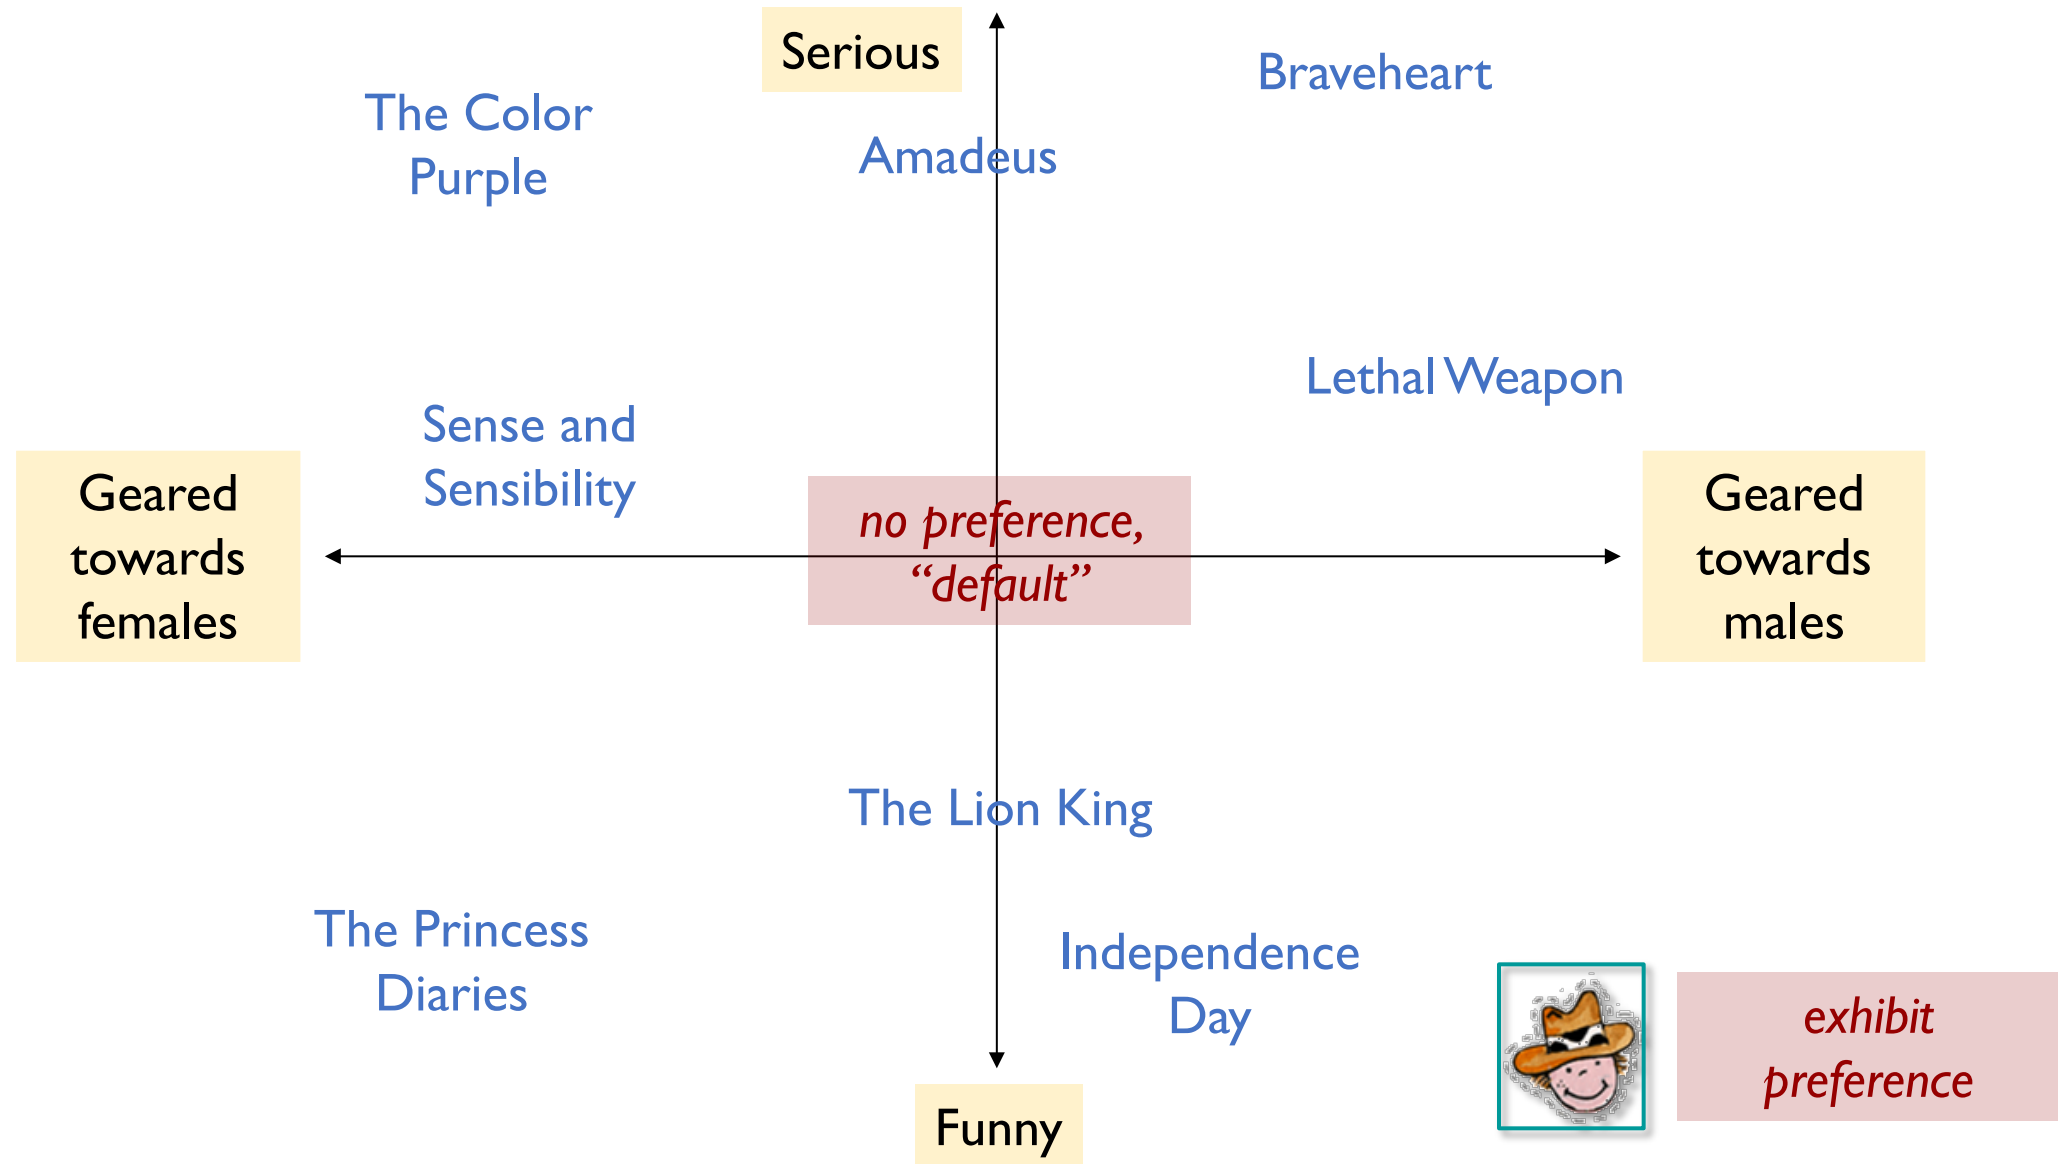 Serious
Braveheart
The Color
Purple
Amadeus
Lethal Weapon
Sense and
Sensibility
Geared
towards
females
no preference,
“default”
Geared
towards
males
The Lion King
The Princess
Diaries
Independence
Day
exhibit
preference
Funny